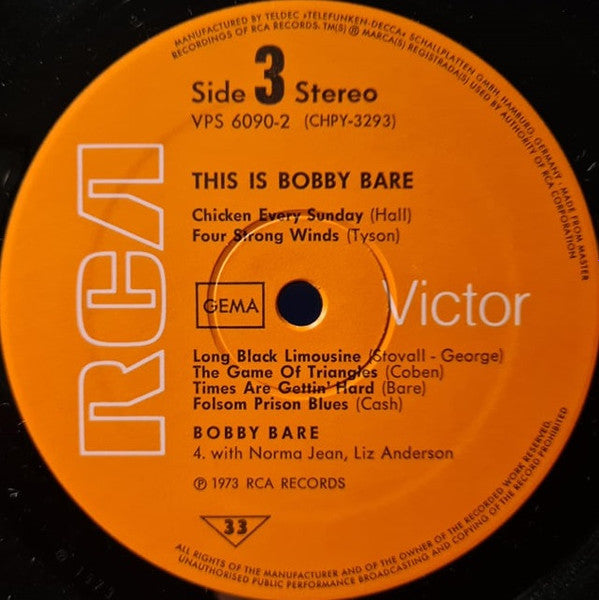 MANUFACTURED BY TELDEC »TELEFUNKEN-DECCA« SCHALLPLATTEN GMBH, HAMBURG, GERMANY - MADE FROM MASTER
RECORDINGS OF RCA RECORDS. TM(S) ® MARCA(S) REGISTRADA(S) USED BY AUTHORITY OF RCA CORPORATION
Side 3 Stereo
VPS 6090-2 (CHPY-3293)
THIS IS BOBBY BARE
Chicken Every Sunday (Hall)
Four Strong Winds (Tyson)
RCA
GEMA
Victor
Long Black Limousine (Stovall - George)
The Game Of Triangles (Coben)
Times Are Gettin' Hard (Bare)
Folsom Prison Blues (Cash)
BOBBY BARE
4. with Norma Jean, Liz Anderson
℗ 1973 RCA RECORDS
33
ALL RIGHTS OF THE MANUFACTURER AND OF THE OWNER OF THE RECORDED WORK RESERVED.
UNAUTHORISED PUBLIC PERFORMANCE BROADCASTING AND COPYING OF THE RECORD PROHIBITED